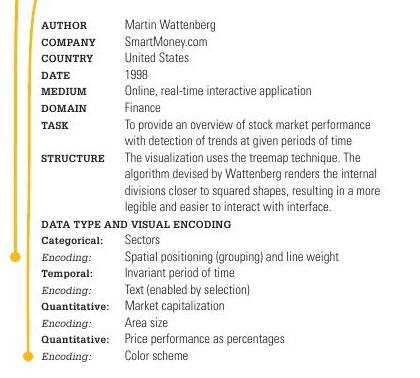 AUTHOR Martin Wattenberg
COMPANY SmartMoney.com
COUNTRY United States
DATE 1998
MEDIUM Online, real-time interactive application
DOMAIN Finance
TASK To provide an overview of stock market performance
with detection of trends at given periods of time
STRUCTURE The visualization uses the treemap technique. The
algorithm devised by Wattenberg renders the internal
divisions closer to squared shapes, resulting in a more
legible and easier to interact with interface.
DATA TYPE AND VISUAL ENCODING
Categorical: Sectors
Encoding: Spatial positioning (grouping) and line weight
Temporal: Invariant period of time
Encoding: Text (enabled by selection)
Quantitative: Market capitalization
Encoding: Area size
Quantitative: Price performance as percentages
Encoding: Color scheme